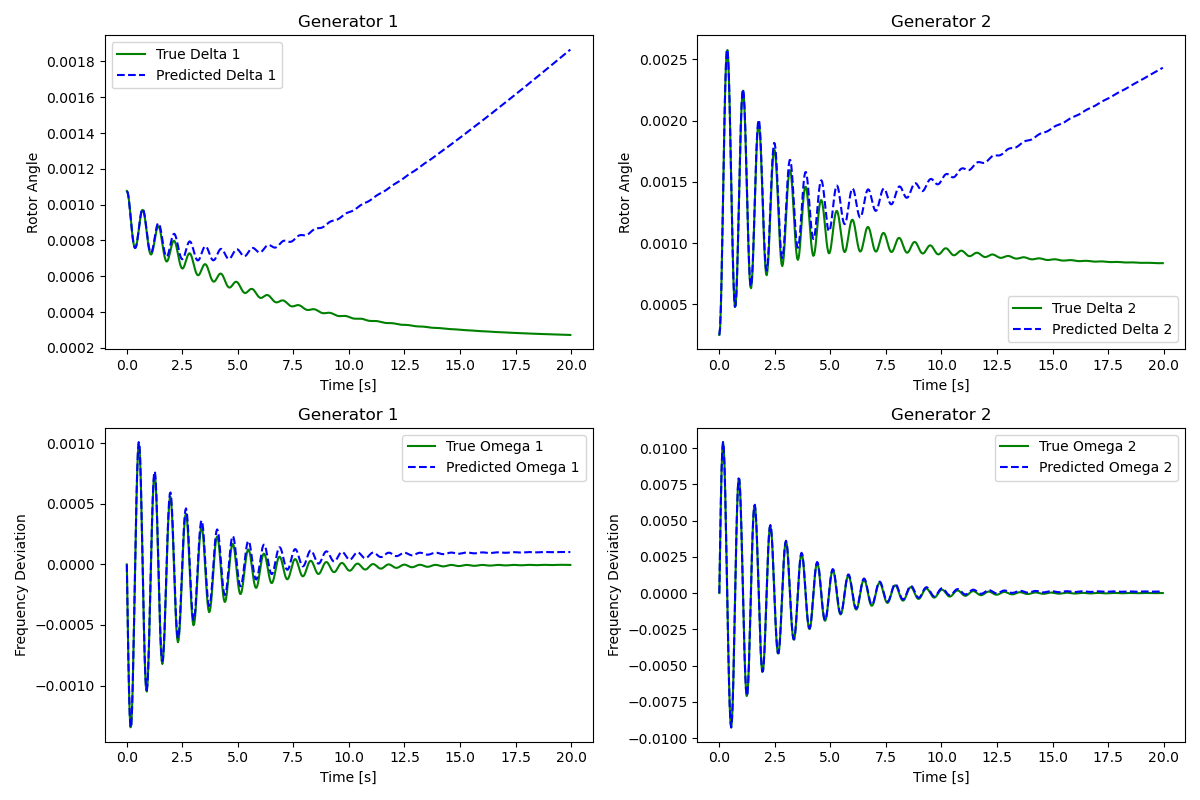 Generator 1
Rotor Angle
0.0018
0.0016
0.0014
0.0012
0.0010
0.0008
0.0006
0.0004
0.0002
True Delta 1
Predicted Delta 1
0.0 2.5 5.0 7.5 10.0 12.5 15.0 17.5 20.0
Time [s]
Generator 2
Rotor Angle
0.0025
0.0020
0.0015
0.0010
0.0005
True Delta 2
Predicted Delta 2
0.0 2.5 5.0 7.5 10.0 12.5 15.0 17.5 20.0
Time [s]
Generator 1
Frequency Deviation
0.0010
0.0005
0.0000
−0.0005
−0.0010
True Omega 1
Predicted Omega 1
0.0 2.5 5.0 7.5 10.0 12.5 15.0 17.5 20.0
Time [s]
Generator 2
Frequency Deviation
0.0100
0.0075
0.0050
0.0025
0.0000
−0.0025
−0.0050
−0.0075
−0.0100
True Omega 2
Predicted Omega 2
0.0 2.5 5.0 7.5 10.0 12.5 15.0 17.5 20.0
Time [s]